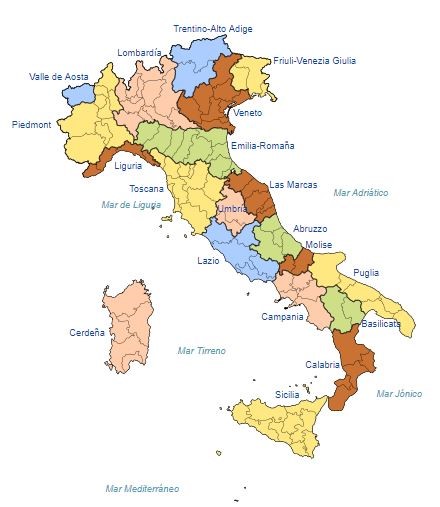 Trentino-Alto Adige
Lombardía
Friuli-Venezia Giulia
Valle de Aosta
Veneto
Piedmont
Emilia-Romaña
Liguria
Las Marcas
Toscana
Mar Adriático
Mar de Liguria
Umbria
Abruzzo
Molise
Lazio
Puglia
Campania
Basilicata
Cerdeña
Mar Tirreno
Calabria
Mar Jónico
Sicilia
Mar Mediterráneo